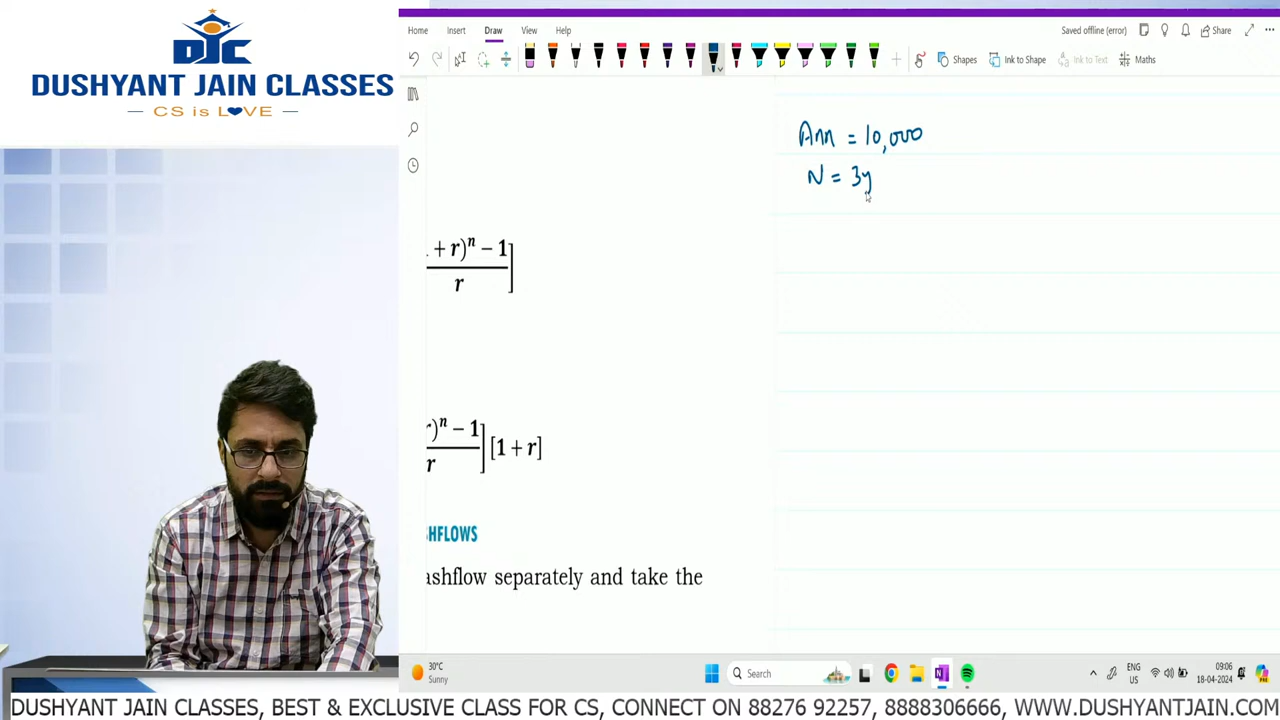 DJC
DUSHYANT JAIN CLASSES
CS is LOVE
Home Insert Draw View Help
Saved offline (error) Share
Shapes Ink to Shape Ink to Text Maths
Ann = 10,000
N = 3y
+ r)ⁿ − 1
r
r)ⁿ − 1
r
[1 + r]
HFLOWS
ashflow separately and take the
30°C
Sunny
Search
ENG
US
09:06
18-04-2024
DUSHYANT JAIN CLASSES, BEST & EXCLUSIVE CLASS FOR CS, CONNECT ON 88276 92257, 8888306666, WWW.DUSHYANTJAIN.COM